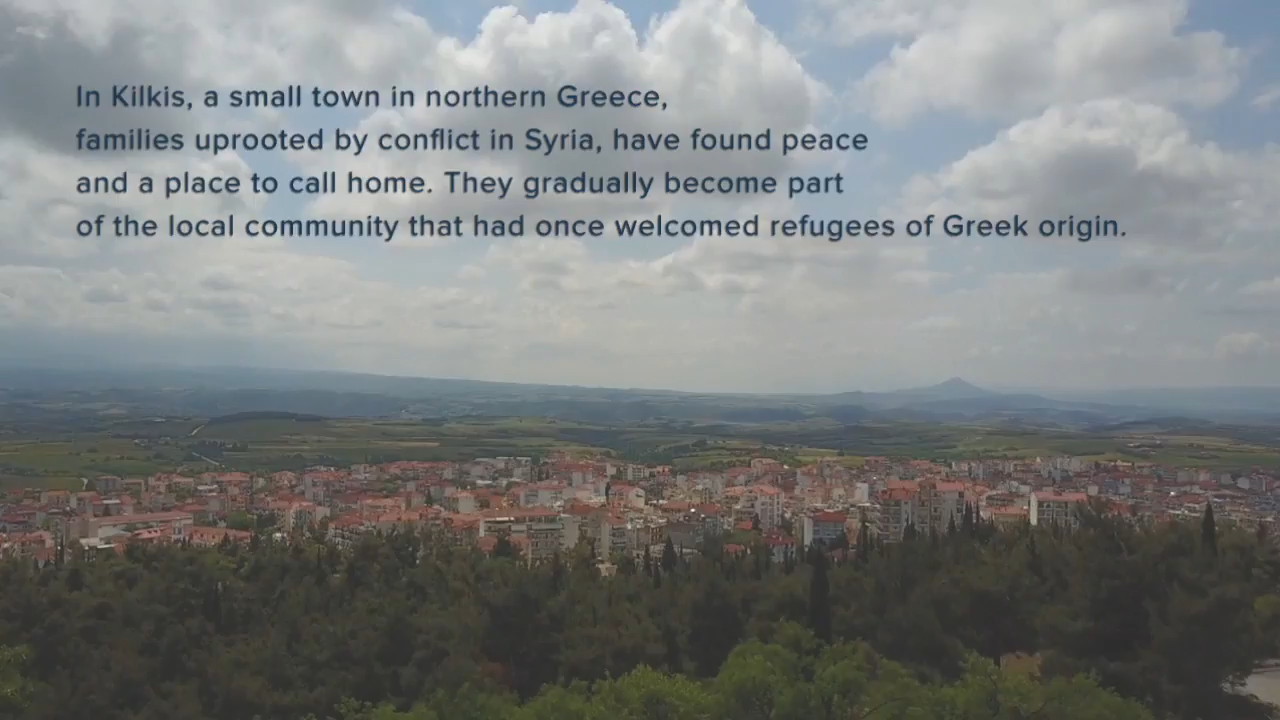 In Kilkis, a small town in northern Greece,
families uprooted by conflict in Syria, have found peace
and a place to call home. They gradually become part
of the local community that had once welcomed refugees of Greek origin.